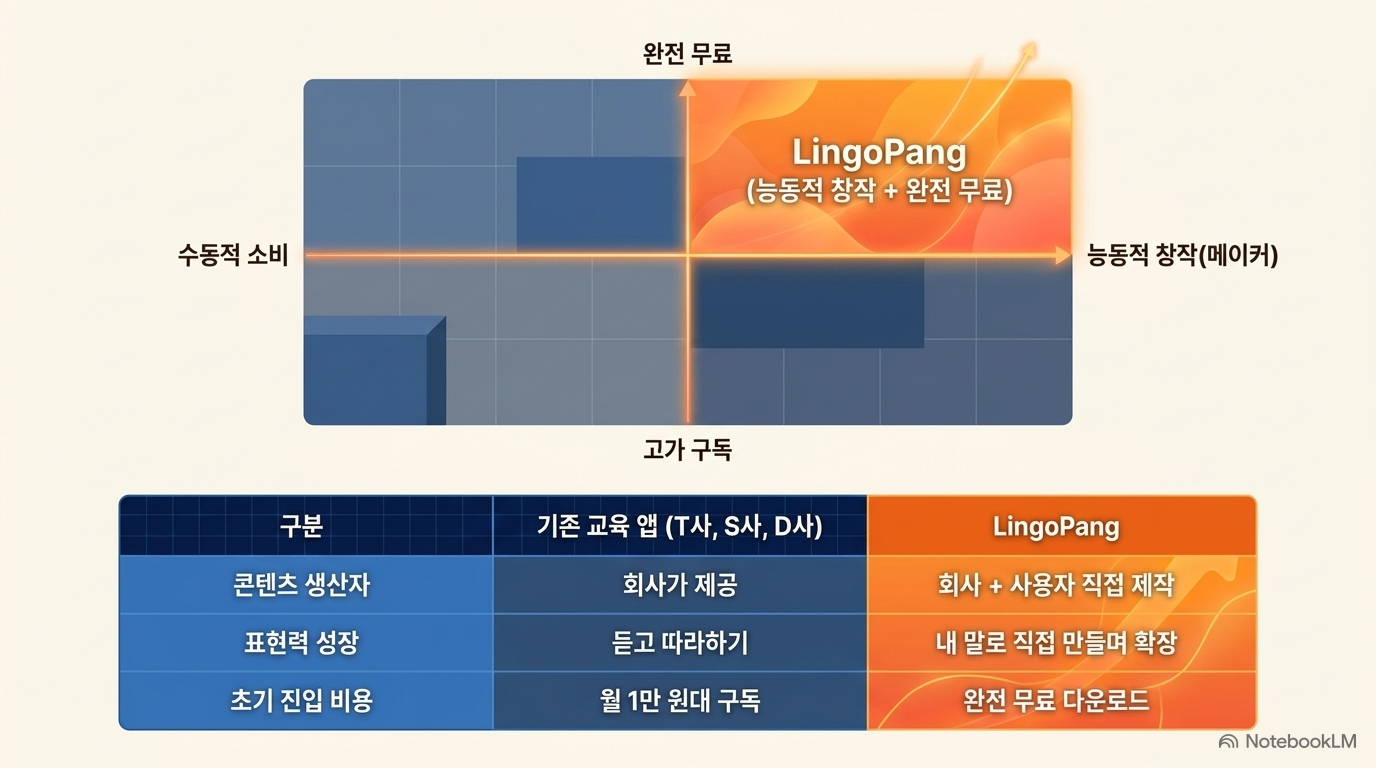 완전 무료
LingoPang
(능동적 창작 + 완전 무료)
수동적 소비
능동적 창작(메이커)
고가 구독
구분
기존 교육 앱 (T사, S사, D사)
LingoPang
콘텐츠 생산자
회사가 제공
회사 + 사용자 직접 제작
표현력 성장
듣고 따라하기
내 말로 직접 만들며 확장
초기 진입 비용
월 1만 원대 구독
완전 무료 다운로드
NotebookLM